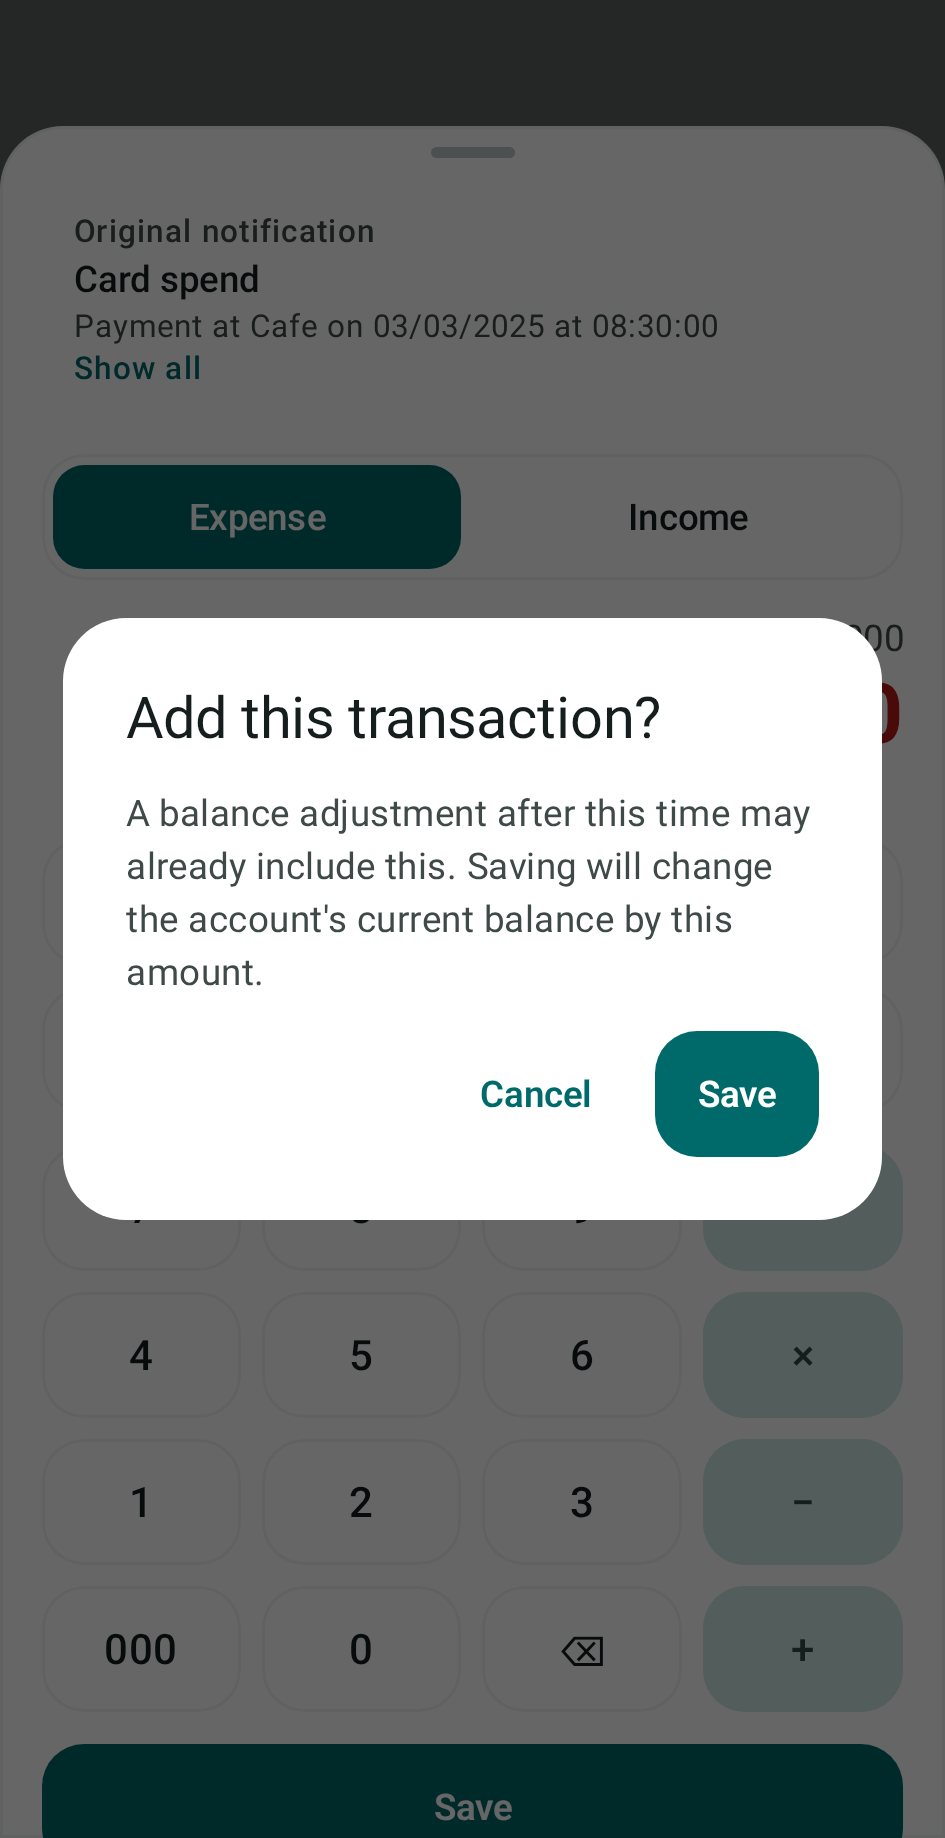 Original notification
Card spend
Payment at Cafe on 03/03/2025 at 08:30:00
Show all
Expense
Income
Add this transaction?
A balance adjustment after this time may
already include this. Saving will change
the account's current balance by this
amount.
Cancel
Save
4
5
6
×
1
2
3
−
000
0
+
Save